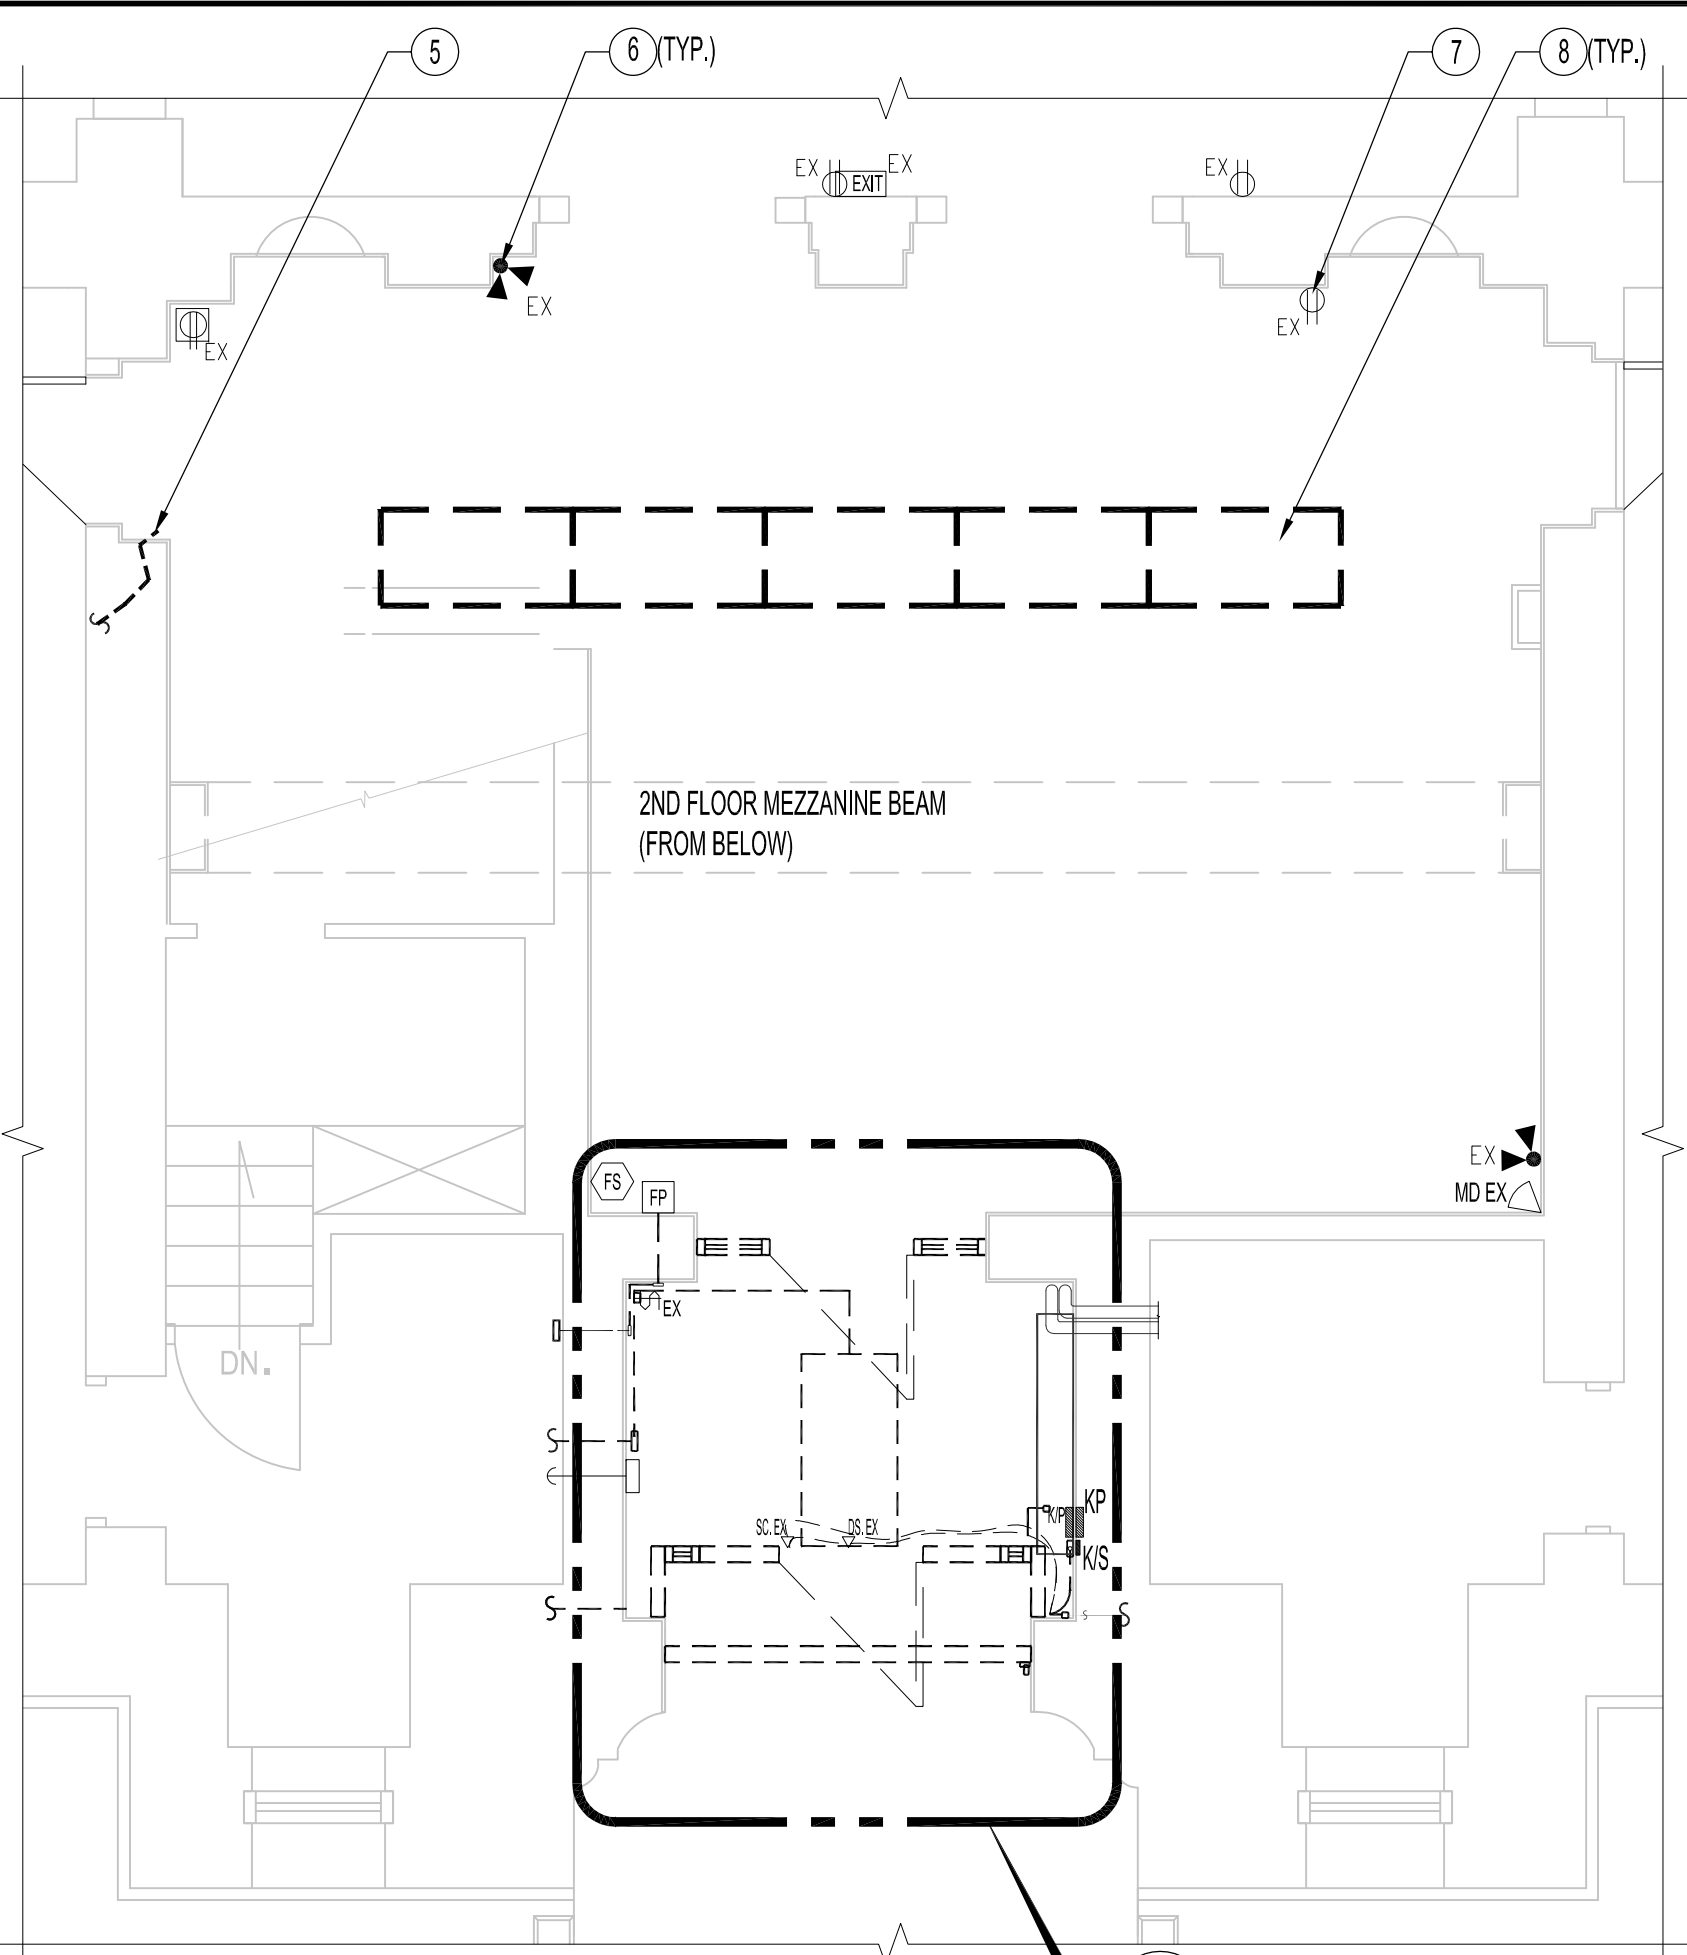 5
6 (TYP.)
7
8 (TYP.)
EX
EXIT
EX
EX
EX
EX
EX
2ND FLOOR MEZZANINE BEAM
(FROM BELOW)
EX
MD EX
FS
FP
EX
DN.
SC. EX
DS. EX
K/P
KP
K/S